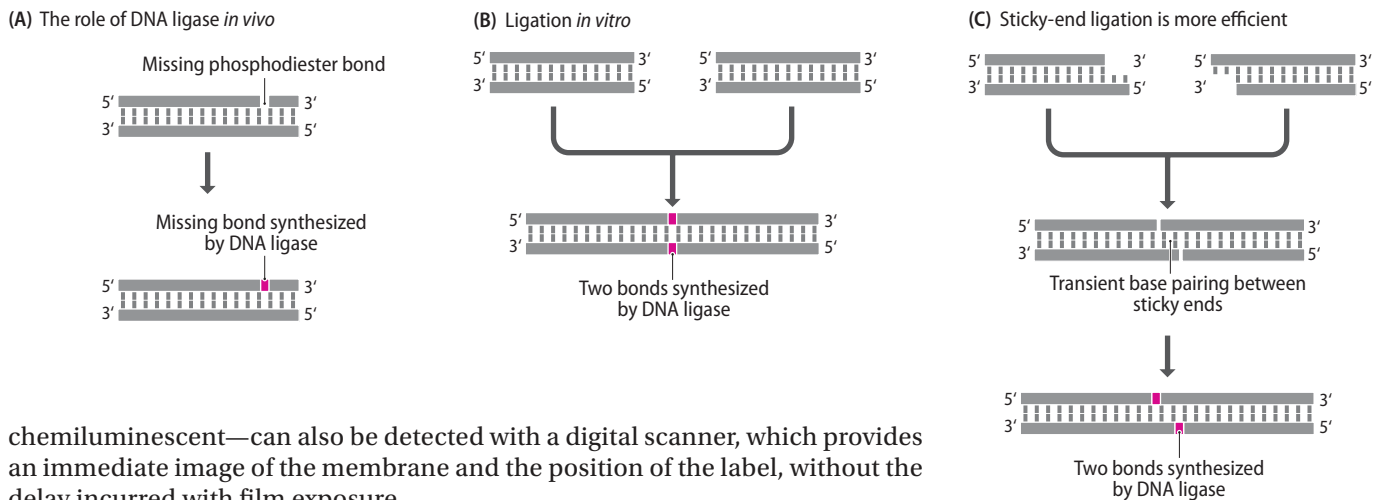 (A) The role of DNA ligase in vivo
Missing phosphodiester bond
5‘ 3‘
3‘ 5‘
Missing bond synthesized
by DNA ligase
5‘ 3‘
3‘ 5‘
(B) Ligation in vitro
5‘ 3‘ 5‘ 3‘
3‘ 5‘ 3‘ 5‘
5‘ 3‘
3‘ 5‘
Two bonds synthesized
by DNA ligase
(C) Sticky-end ligation is more efficient
5‘ 3‘ 5‘ 3‘
3‘ 5‘ 3‘ 5‘
5‘ 3‘
3‘ 5‘
Transient base pairing between
sticky ends
5‘ 3‘
3‘ 5‘
Two bonds synthesized
by DNA ligase
chemiluminescent—can also be detected with a digital scanner, which provides
an immediate image of the membrane and the position of the label, without the
delay incurred with film exposure